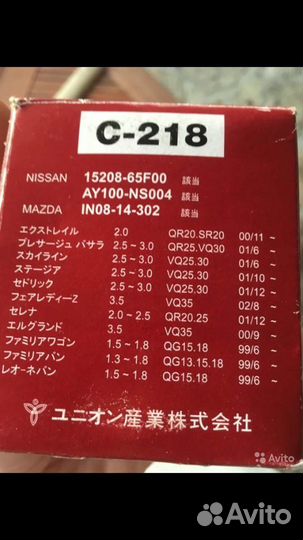 C-218
NISSAN 15208-65F00 該当
AY100-NS004 該当
MAZDA IN08-14-302 該当
エクストレイル 2.0 QR20.SR20 00/11 ~
プレサージュ バサラ 2.5~3.0 QR25.VQ30 01/6 ~
スカイライン 2.5~3.0 VQ25.30 01/6 ~
ステージア 2.5~3.0 VQ25.30 01/10 ~
セドリック 2.5~3.0 VQ25.30 01/12 ~
フェアレディーZ 3.5 VQ35 02/8 ~
セレナ 2.0~2.5 QR20.25 01/12 ~
エルグランド 3.5 VQ35 00/9 ~
ファミリアワゴン 1.5~1.8 QG15.18 99/6 ~
ファミリアバン 1.3~1.8 QG13.15.18 99/6 ~
レオーネバン 1.5~1.8 QG15.18 99/6 ~
ユニオン産業株式会社
Avito
Avito